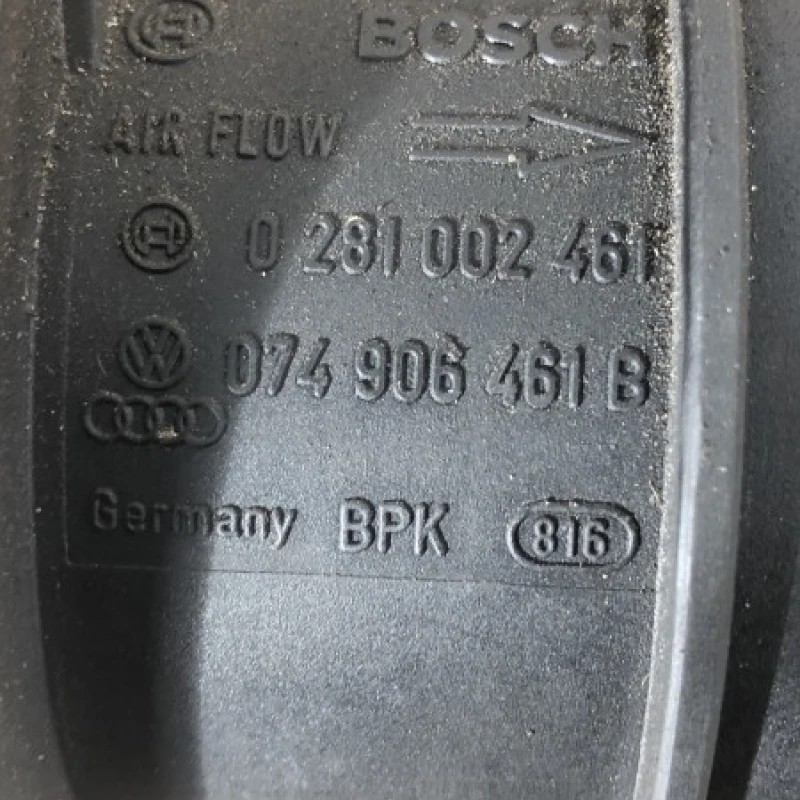 BOSCH
AIR FLOW
0 281 002 461
074 906 461 B
Germany BPK 816